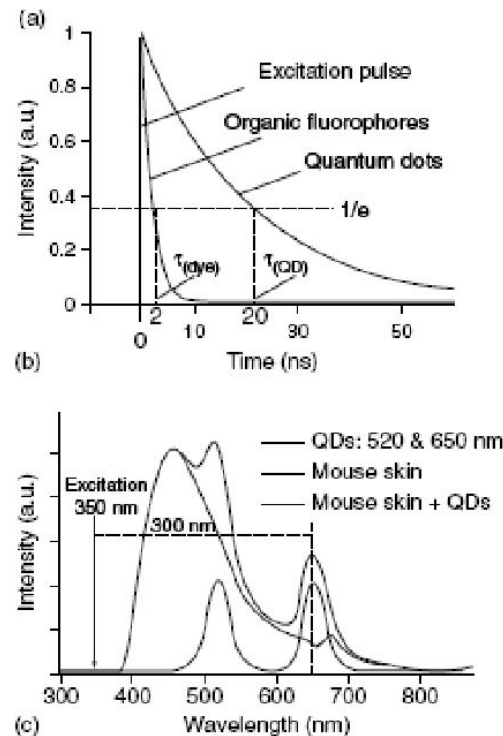 (a)
1
0.8
0.6
0.4
0.2
0
Intensity (a.u.)
Excitation pulse
Organic fluorophores
Quantum dots
1/e
τ(dye)
τ(QD)
2
10
20
30
50
0
Time (ns)
(b)
QDs: 520 & 650 nm
Mouse skin
Mouse skin + QDs
Excitation
350 nm
300 nm
Intensity (a.u.)
300 400 500 600 700 800
Wavelength (nm)
(c)